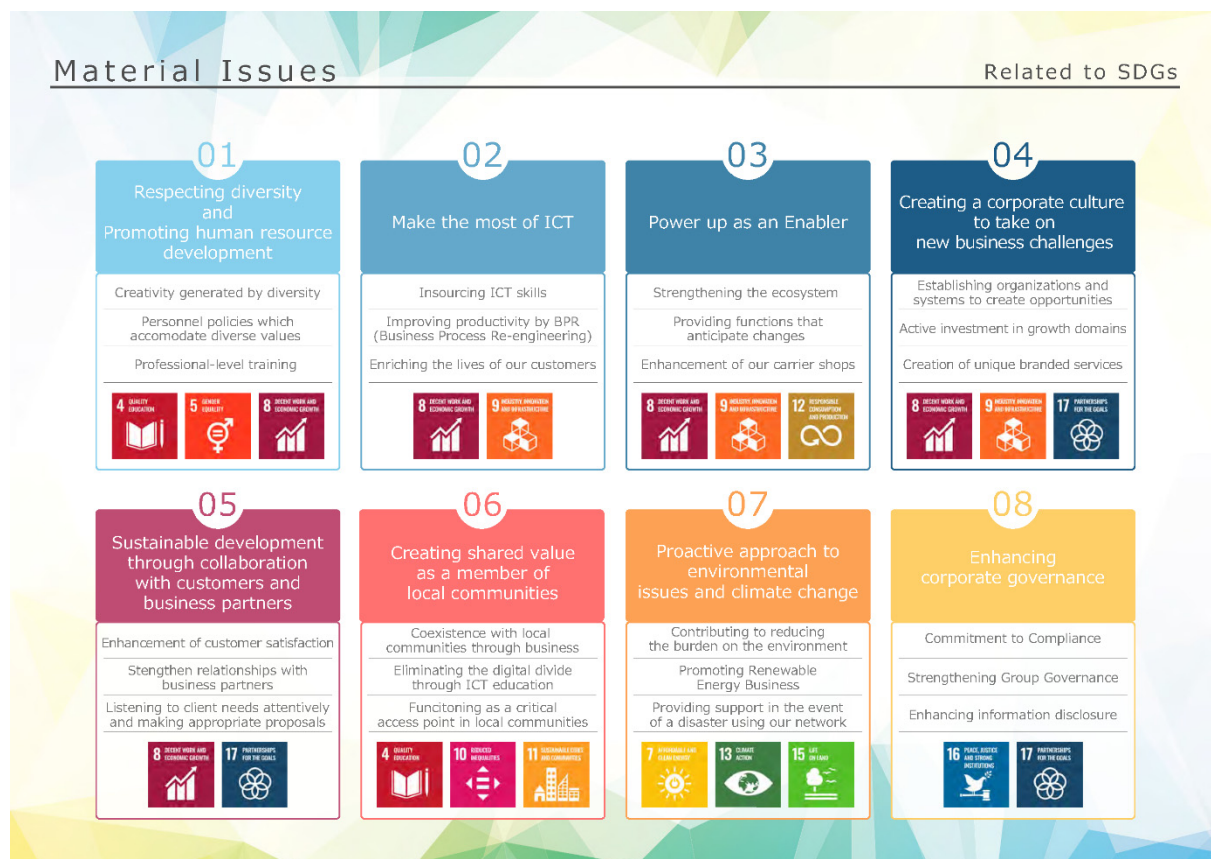 Material Issues
Related to SDGs
01
Respecting diversity
and
Promoting human resource
development
Creativity generated by diversity
Personnel policies which
accomodate diverse values
Professional-level training
4 QUALITY
EDUCATION
5 GENDER
EQUALITY
8 DECENT WORK AND
ECONOMIC GROWTH
02
Make the most of ICT
Insourcing ICT skills
Improving productivity by BPR
(Business Process Re-engineering)
Enriching the lives of our customers
8 DECENT WORK AND
ECONOMIC GROWTH
9 INDUSTRY, INNOVATION
AND INFRASTRUCTURE
03
Power up as an Enabler
Strengthening the ecosystem
Providing functions that
anticipate changes
Enhancement of our carrier shops
8 DECENT WORK AND
ECONOMIC GROWTH
9 INDUSTRY, INNOVATION
AND INFRASTRUCTURE
12 RESPONSIBLE
CONSUMPTION
AND PRODUCTION
04
Creating a corporate culture
to take on
new business challenges
Establishing organizations and
systems to create opportunities
Active investment in growth domains
Creation of unique branded services
8 DECENT WORK AND
ECONOMIC GROWTH
9 INDUSTRY, INNOVATION
AND INFRASTRUCTURE
17 PARTNERSHIPS
FOR THE GOALS
05
Sustainable development
through collaboration
with customers and
business partners
Enhancement of customer satisfaction
Stengthen relationships with
business partners
Listening to client needs attentively
and making appropriate proposals
8 DECENT WORK AND
ECONOMIC GROWTH
17 PARTNERSHIPS
FOR THE GOALS
06
Creating shared value
as a member of
local communities
Coexistence with local
communities through business
Eliminating the digital divide
through ICT education
Funcitoning as a critical
access point in local communities
4 QUALITY
EDUCATION
10 REDUCED
INEQUALITIES
11 SUSTAINABLE CITIES
AND COMMUNITIES
07
Proactive approach to
environmental
issues and climate change
Contributing to reducing
the burden on the environment
Promoting Renewable
Energy Business
Providing support in the event
of a disaster using our network
7 AFFORDABLE AND
CLEAN ENERGY
13 CLIMATE
ACTION
15 LIFE
ON LAND
08
Enhancing
corporate governance
Commitment to Compliance
Strengthening Group Governance
Enhancing information disclosure
16 PEACE, JUSTICE
AND STRONG
INSTITUTIONS
17 PARTNERSHIPS
FOR THE GOALS